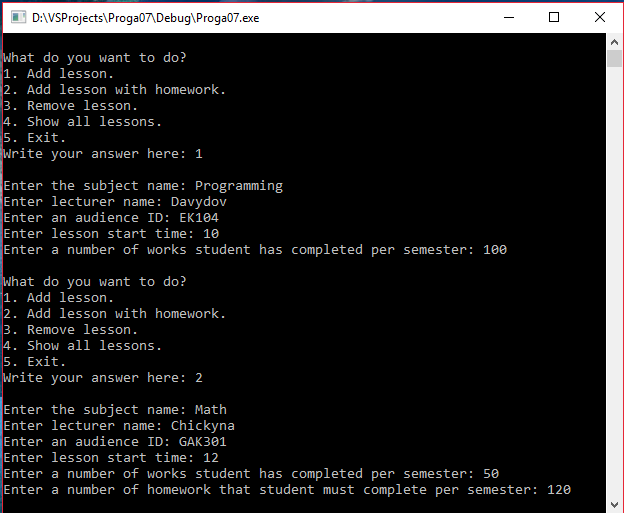 D:\VSProjects\Proga07\Debug\Proga07.exe
What do you want to do?
1. Add lesson.
2. Add lesson with homework.
3. Remove lesson.
4. Show all lessons.
5. Exit.
Write your answer here: 1
Enter the subject name: Programming
Enter lecturer name: Davydov
Enter an audience ID: EK104
Enter lesson start time: 10
Enter a number of works student has completed per semester: 100
What do you want to do?
1. Add lesson.
2. Add lesson with homework.
3. Remove lesson.
4. Show all lessons.
5. Exit.
Write your answer here: 2
Enter the subject name: Math
Enter lecturer name: Chickyna
Enter an audience ID: GAK301
Enter lesson start time: 12
Enter a number of works student has completed per semester: 50
Enter a number of homework that student must complete per semester: 120